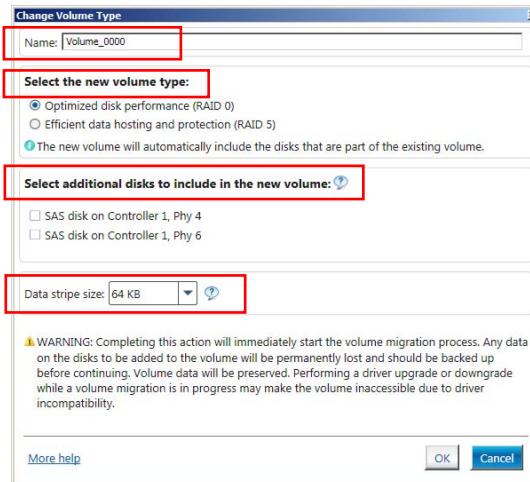 Change Volume Type
Name: Volume_0000
Select the new volume type:
Optimized disk performance (RAID 0)
Efficient data hosting and protection (RAID 5)
The new volume will automatically include the disks that are part of the existing volume.
Select additional disks to include in the new volume:
SAS disk on Controller 1, Phy 4
SAS disk on Controller 1, Phy 6
Data stripe size: 64 KB
WARNING: Completing this action will immediately start the volume migration process. Any data
on the disks to be added to the volume will be permanently lost and should be backed up
before continuing. Volume data will be preserved. Performing a driver upgrade or downgrade
while a volume migration is in progress may make the volume inaccessible due to driver
incompatibility.
More help OK Cancel